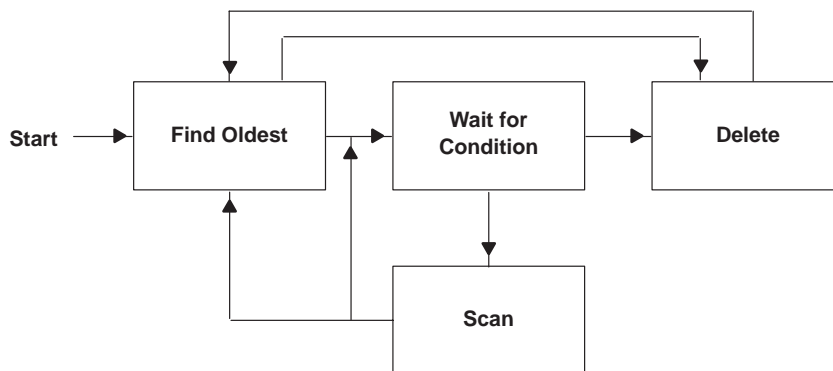 Start
Find Oldest
Wait for
Condition
Delete
Scan